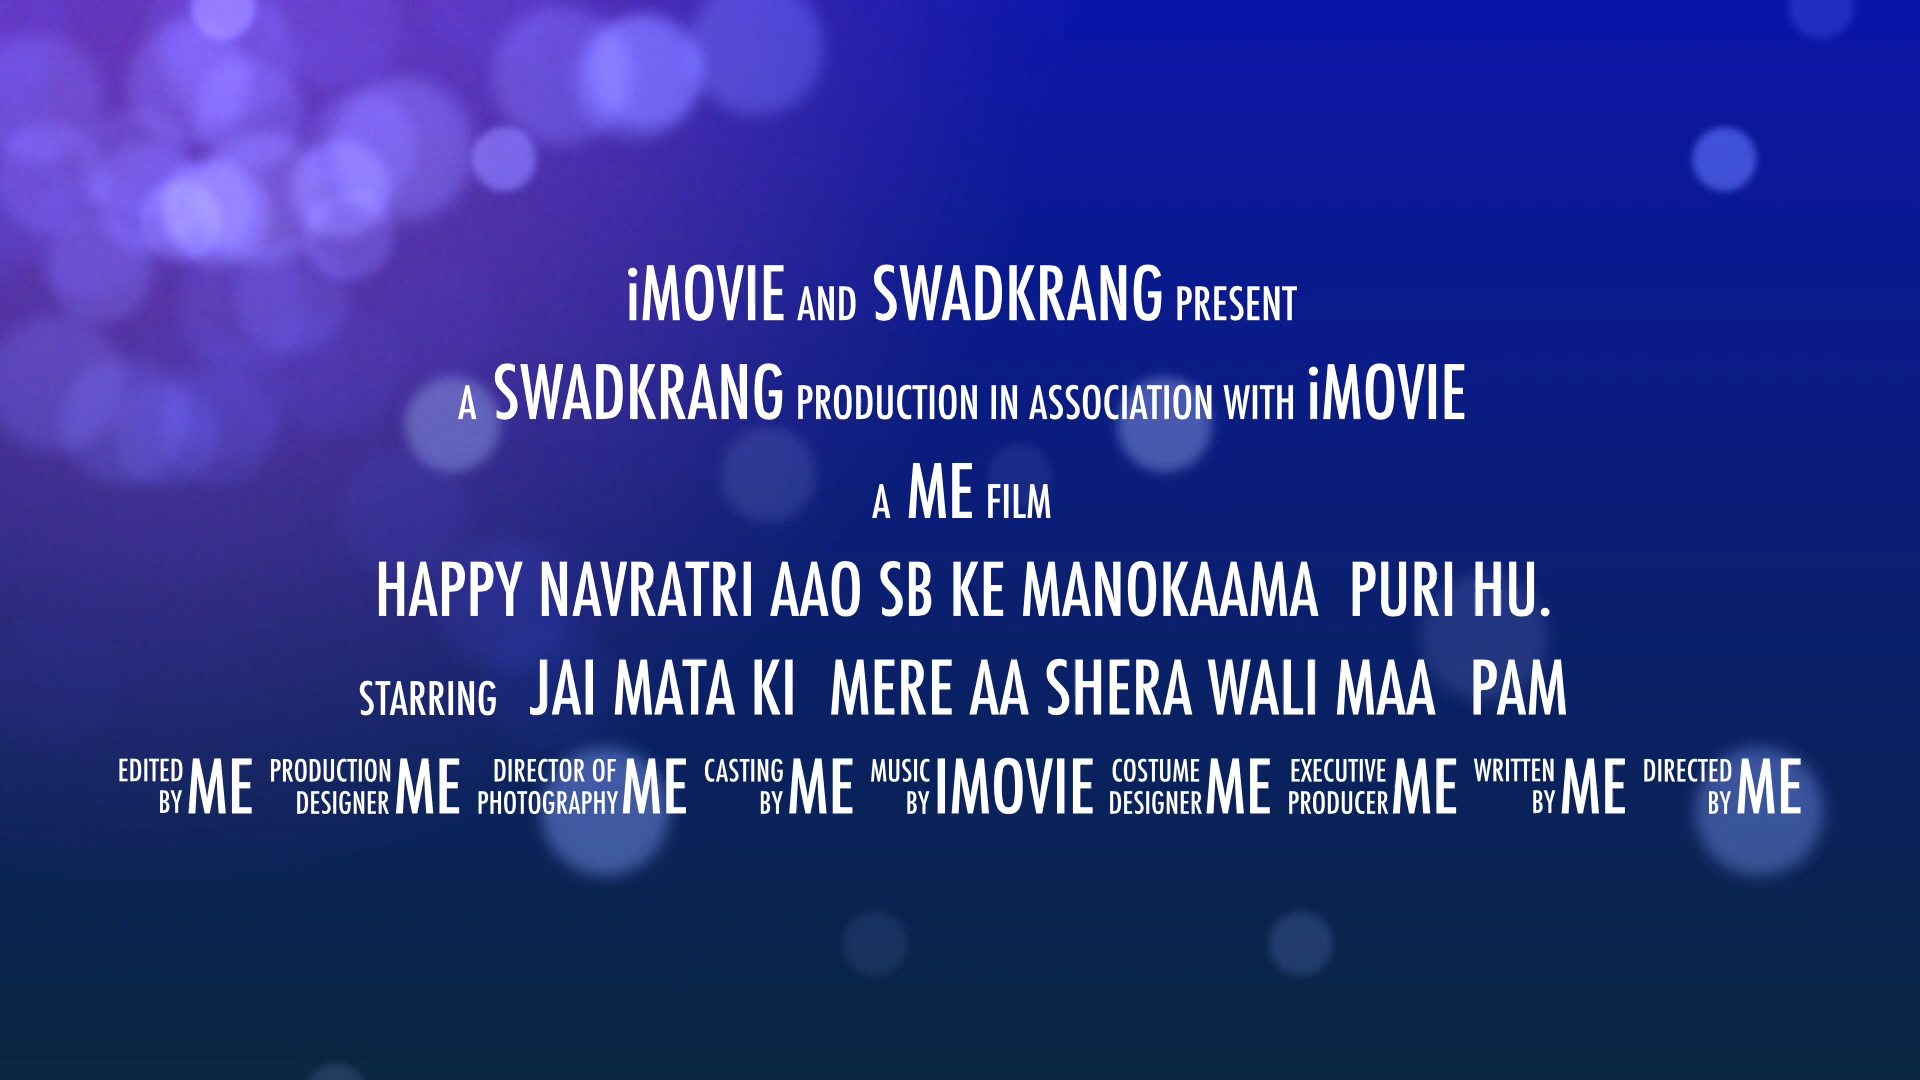 iMOVIE AND SWADKRANG PRESENT
A SWADKRANG PRODUCTION IN ASSOCIATION WITH iMOVIE
A ME FILM
HAPPY NAVRATRI AAO SB KE MANOKAAMA PURI HU.
STARRING JAI MATA KI MERE AA SHERA WALI MAA PAM
EDITED BY ME PRODUCTION DESIGNER ME DIRECTOR OF PHOTOGRAPHY ME CASTING BY ME MUSIC BY IMOVIE COSTUME DESIGNER ME EXECUTIVE PRODUCER ME WRITTEN BY ME DIRECTED BY ME